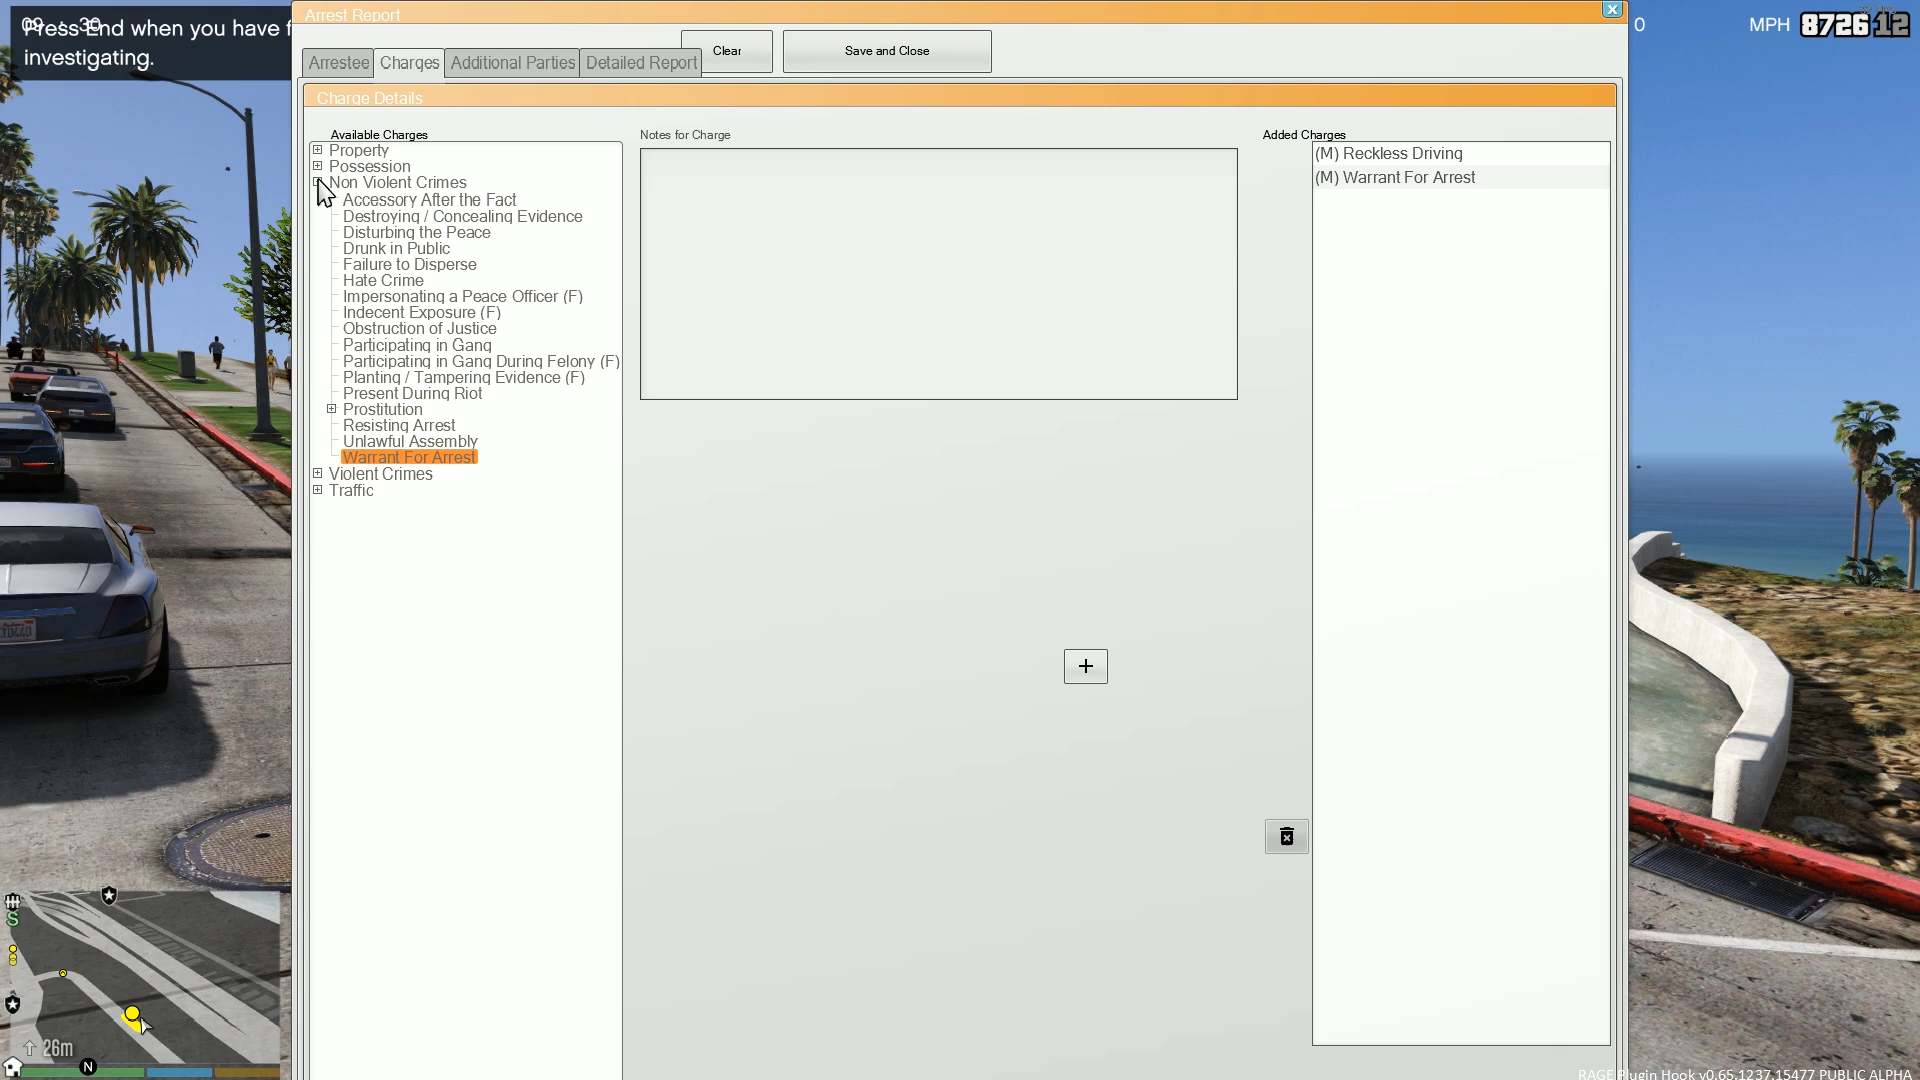 09 : 30
Press End when you have f
investigating.
Arrest Report
Arrestee
Charges
Additional Parties
Detailed Report
Clear
Save and Close
0
MPH
872612
Charge Details
Available Charges
Notes for Charge
Added Charges
Property
Possession
Non Violent Crimes
Accessory After the Fact
Destroying / Concealing Evidence
Disturbing the Peace
Drunk in Public
Failure to Disperse
Hate Crime
Impersonating a Peace Officer (F)
Indecent Exposure (F)
Obstruction of Justice
Participating in Gang
Participating in Gang During Felony (F)
Planting / Tampering Evidence (F)
Present During Riot
Prostitution
Resisting Arrest
Unlawful Assembly
Warrant For Arrest
Violent Crimes
Traffic
(M) Reckless Driving
(M) Warrant For Arrest
+
S
26m
N
RAGE Plugin Hook v0.65.1237.15477 PUBLIC ALPHA